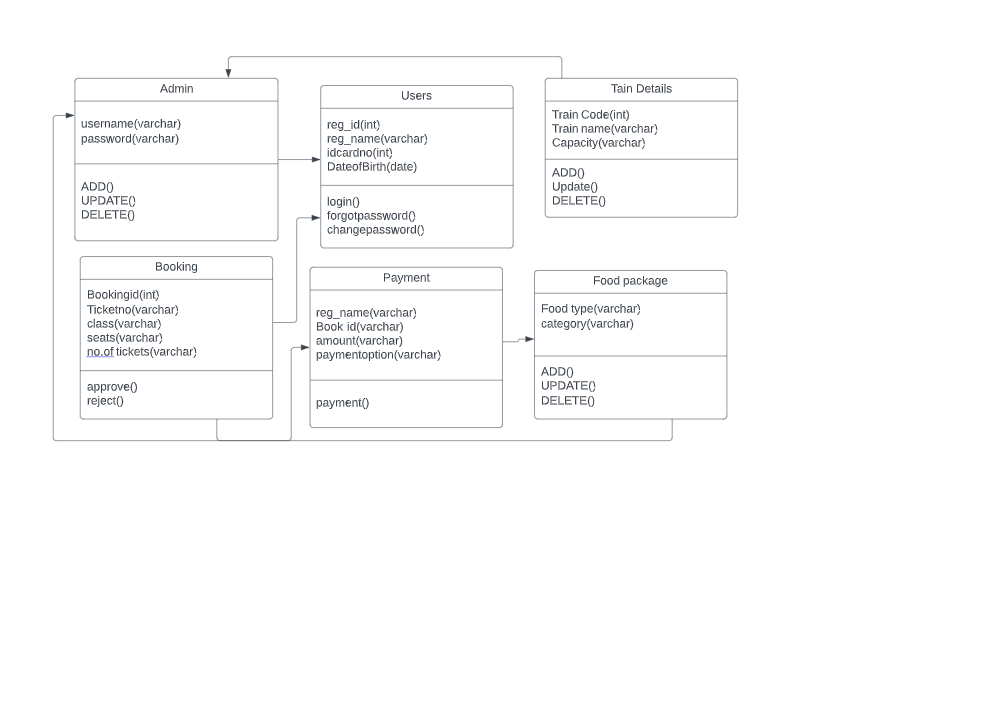 Admin
username(varchar)
password(varchar)
ADD()
UPDATE()
DELETE()
Users
reg_id(int)
reg_name(varchar)
idcardno(int)
DateofBirth(date)
login()
forgotpassword()
changepassword()
Tain Details
Train Code(int)
Train name(varchar)
Capacity(varchar)
ADD()
Update()
DELETE()
Booking
Bookingid(int)
Ticketno(varchar)
class(varchar)
seats(varchar)
no.of tickets(varchar)
approve()
reject()
Payment
reg_name(varchar)
Book id(varchar)
amount(varchar)
paymentoption(varchar)
payment()
Food package
Food type(varchar)
category(varchar)
ADD()
UPDATE()
DELETE()